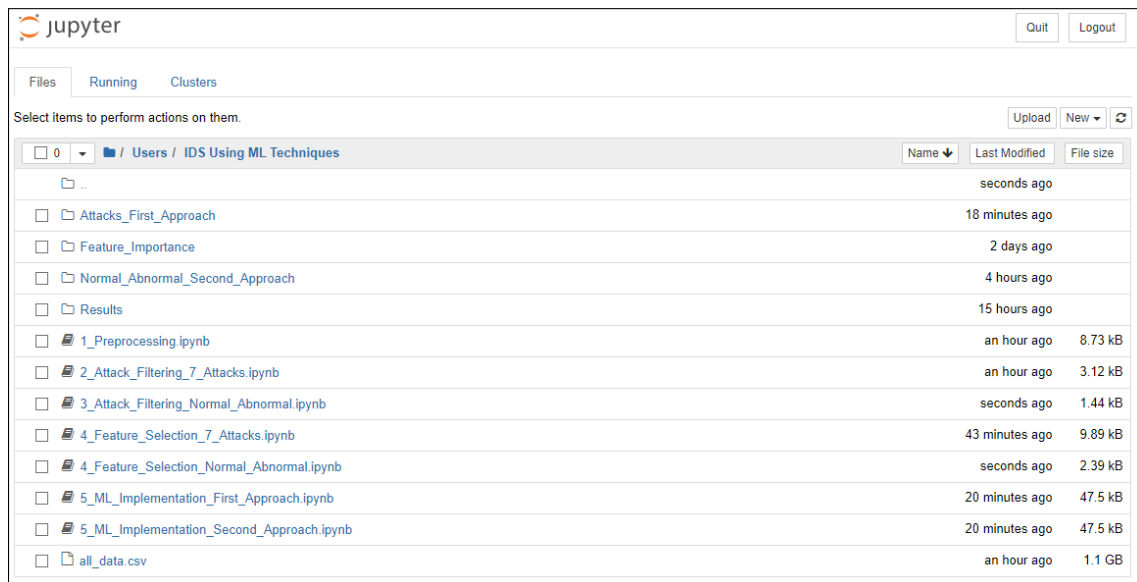 jupyter Quit Logout
Files Running Clusters
Select items to perform actions on them. Upload New
0 / Users / IDS Using ML Techniques Name Last Modified File size
.. seconds ago
Attacks_First_Approach 18 minutes ago
Feature_Importance 2 days ago
Normal_Abnormal_Second_Approach 4 hours ago
Results 15 hours ago
1_Preprocessing.ipynb an hour ago 8.73 kB
2_Attack_Filtering_7_Attacks.ipynb an hour ago 3.12 kB
3_Attack_Filtering_Normal_Abnormal.ipynb seconds ago 1.44 kB
4_Feature_Selection_7_Attacks.ipynb 43 minutes ago 9.89 kB
4_Feature_Selection_Normal_Abnormal.ipynb seconds ago 2.39 kB
5_ML_Implementation_First_Approach.ipynb 20 minutes ago 47.5 kB
5_ML_Implementation_Second_Approach.ipynb 20 minutes ago 47.5 kB
all_data.csv an hour ago 1.1 GB